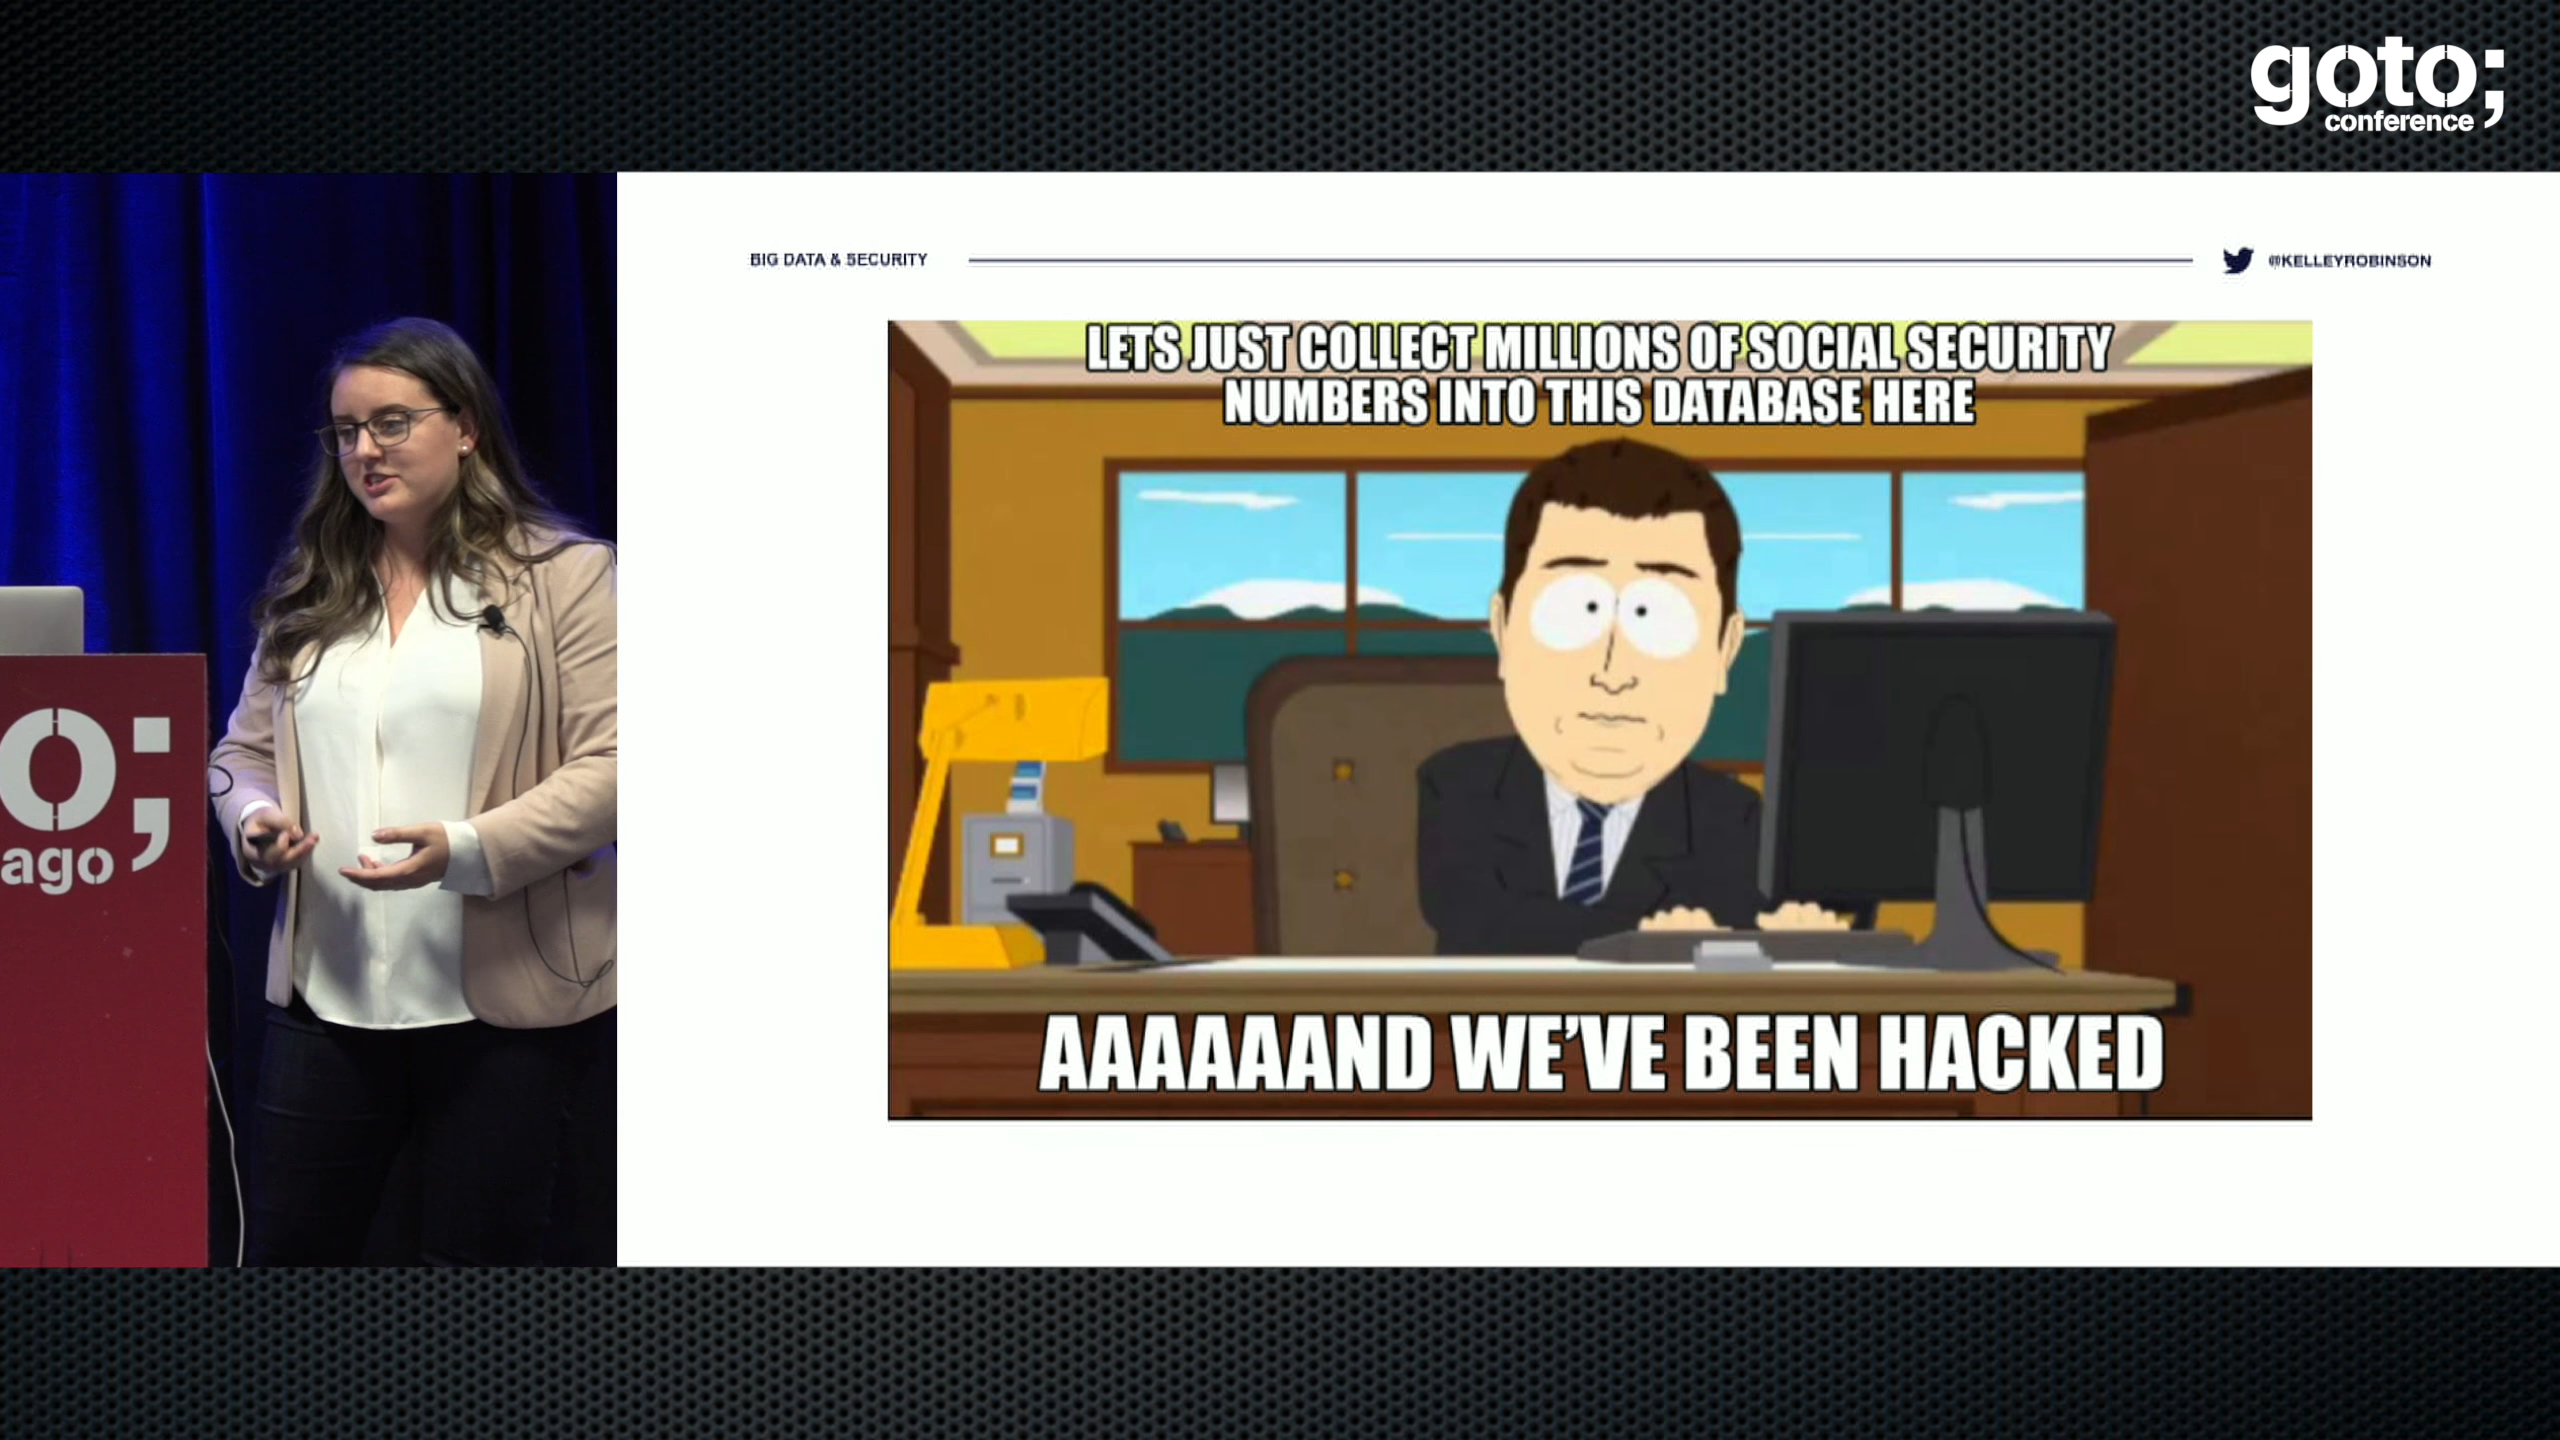 goto;
conference
BIG DATA & SECURITY
@KELLEYROBINSON
LETS JUST COLLECT MILLIONS OF SOCIAL SECURITY
NUMBERS INTO THIS DATABASE HERE
AAAAAAND WE'VE BEEN HACKED
o;
ago